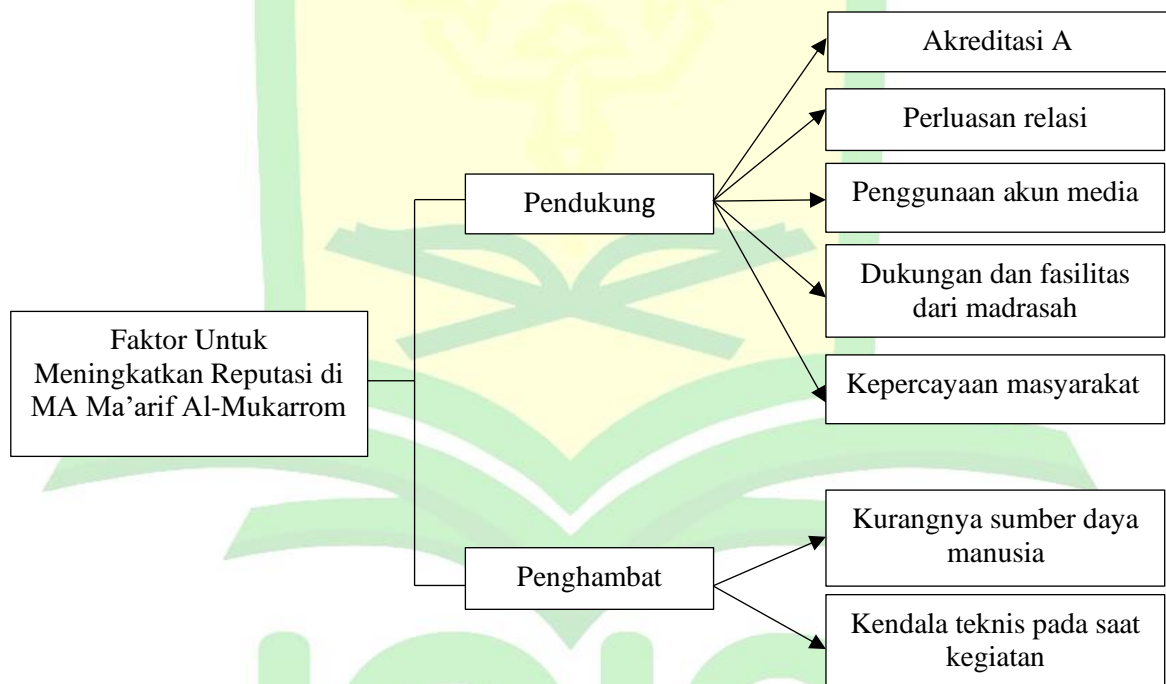 Faktor Untuk
Meningkatkan Reputasi di
MA Ma'arif Al-Mukarrom
Pendukung
Akreditasi A
Perluasan relasi
Penggunaan akun media
Dukungan dan fasilitas
dari madrasah
Kepercayaan masyarakat
Penghambat
Kurangnya sumber daya
manusia
Kendala teknis pada saat
kegiatan